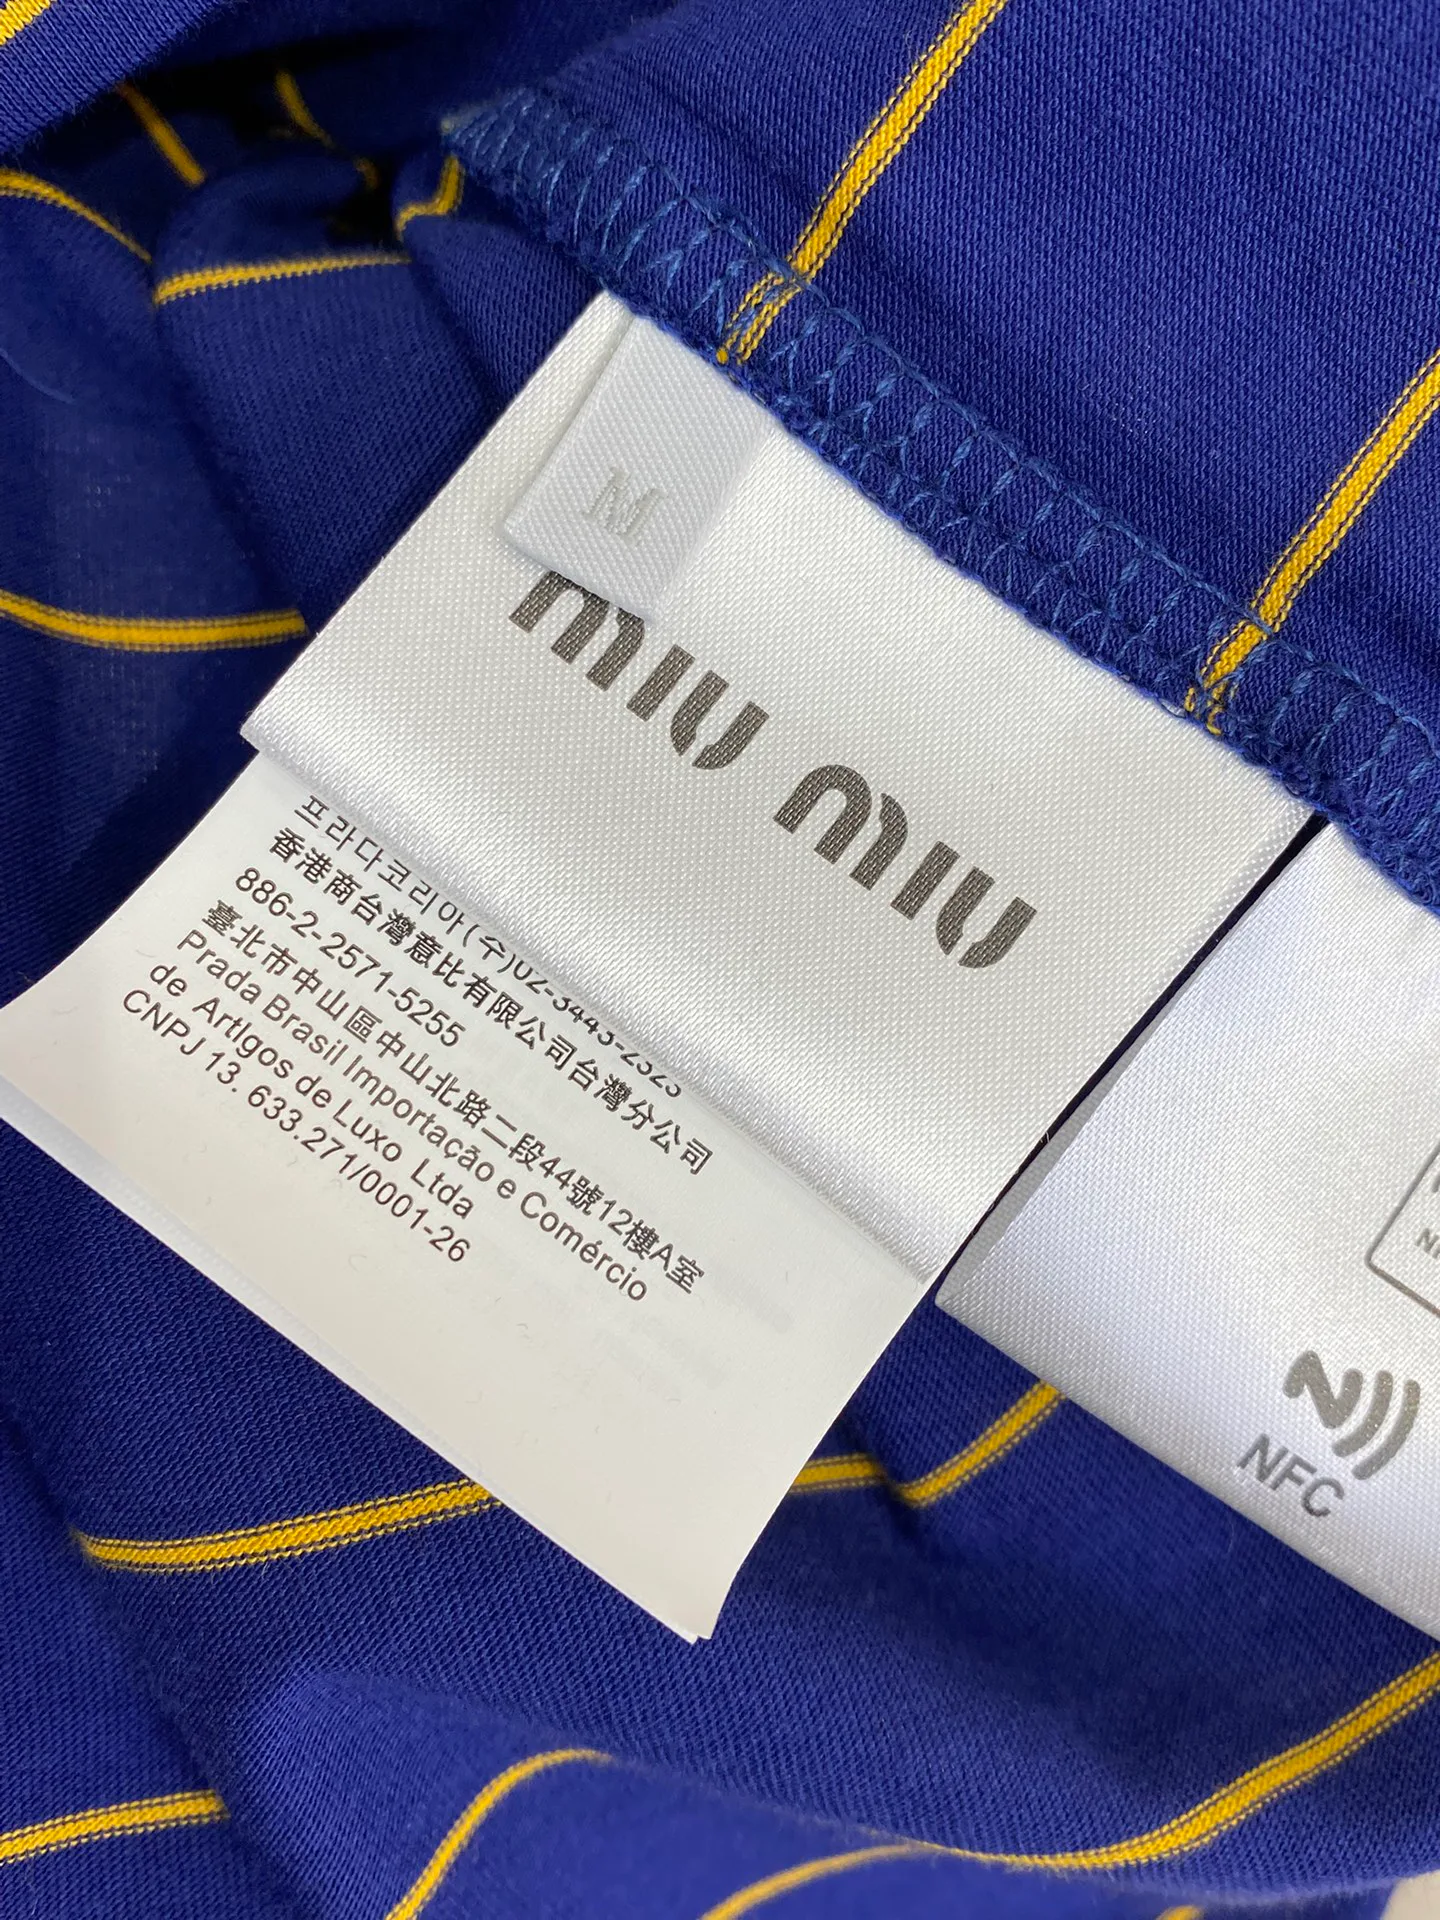 M
miu miu
프라다코리아(주)02-3443-2323
香港商台灣意比有限公司台灣分公司
886-2-2571-5255
臺北市中山區中山北路二段44號12樓A室
Prada Brasil Importação e Comércio
de Artigos de Luxo Ltda
CNPJ 13. 633.271/0001-26
NFC